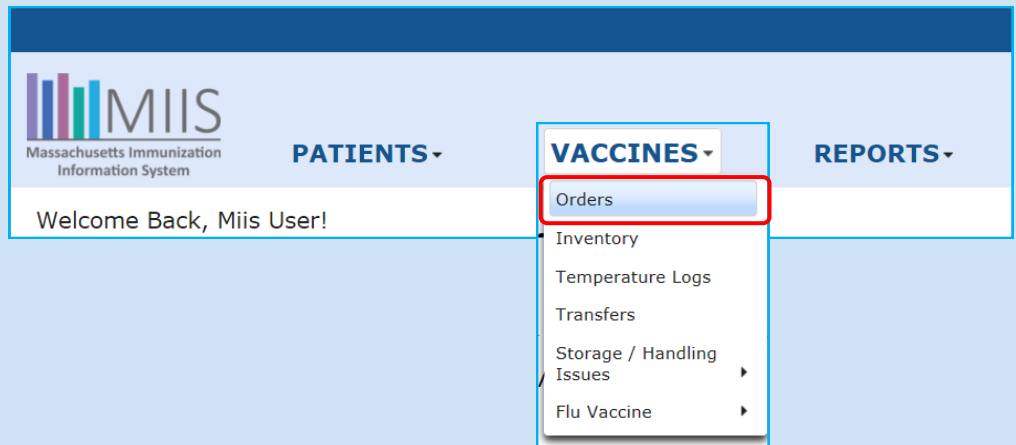 MIIS
Massachusetts Immunization
Information System
PATIENTS
VACCINES
REPORTS
Welcome Back, Miis User!
Orders
Inventory
Temperature Logs
Transfers
Storage / Handling
Issues
Flu Vaccine